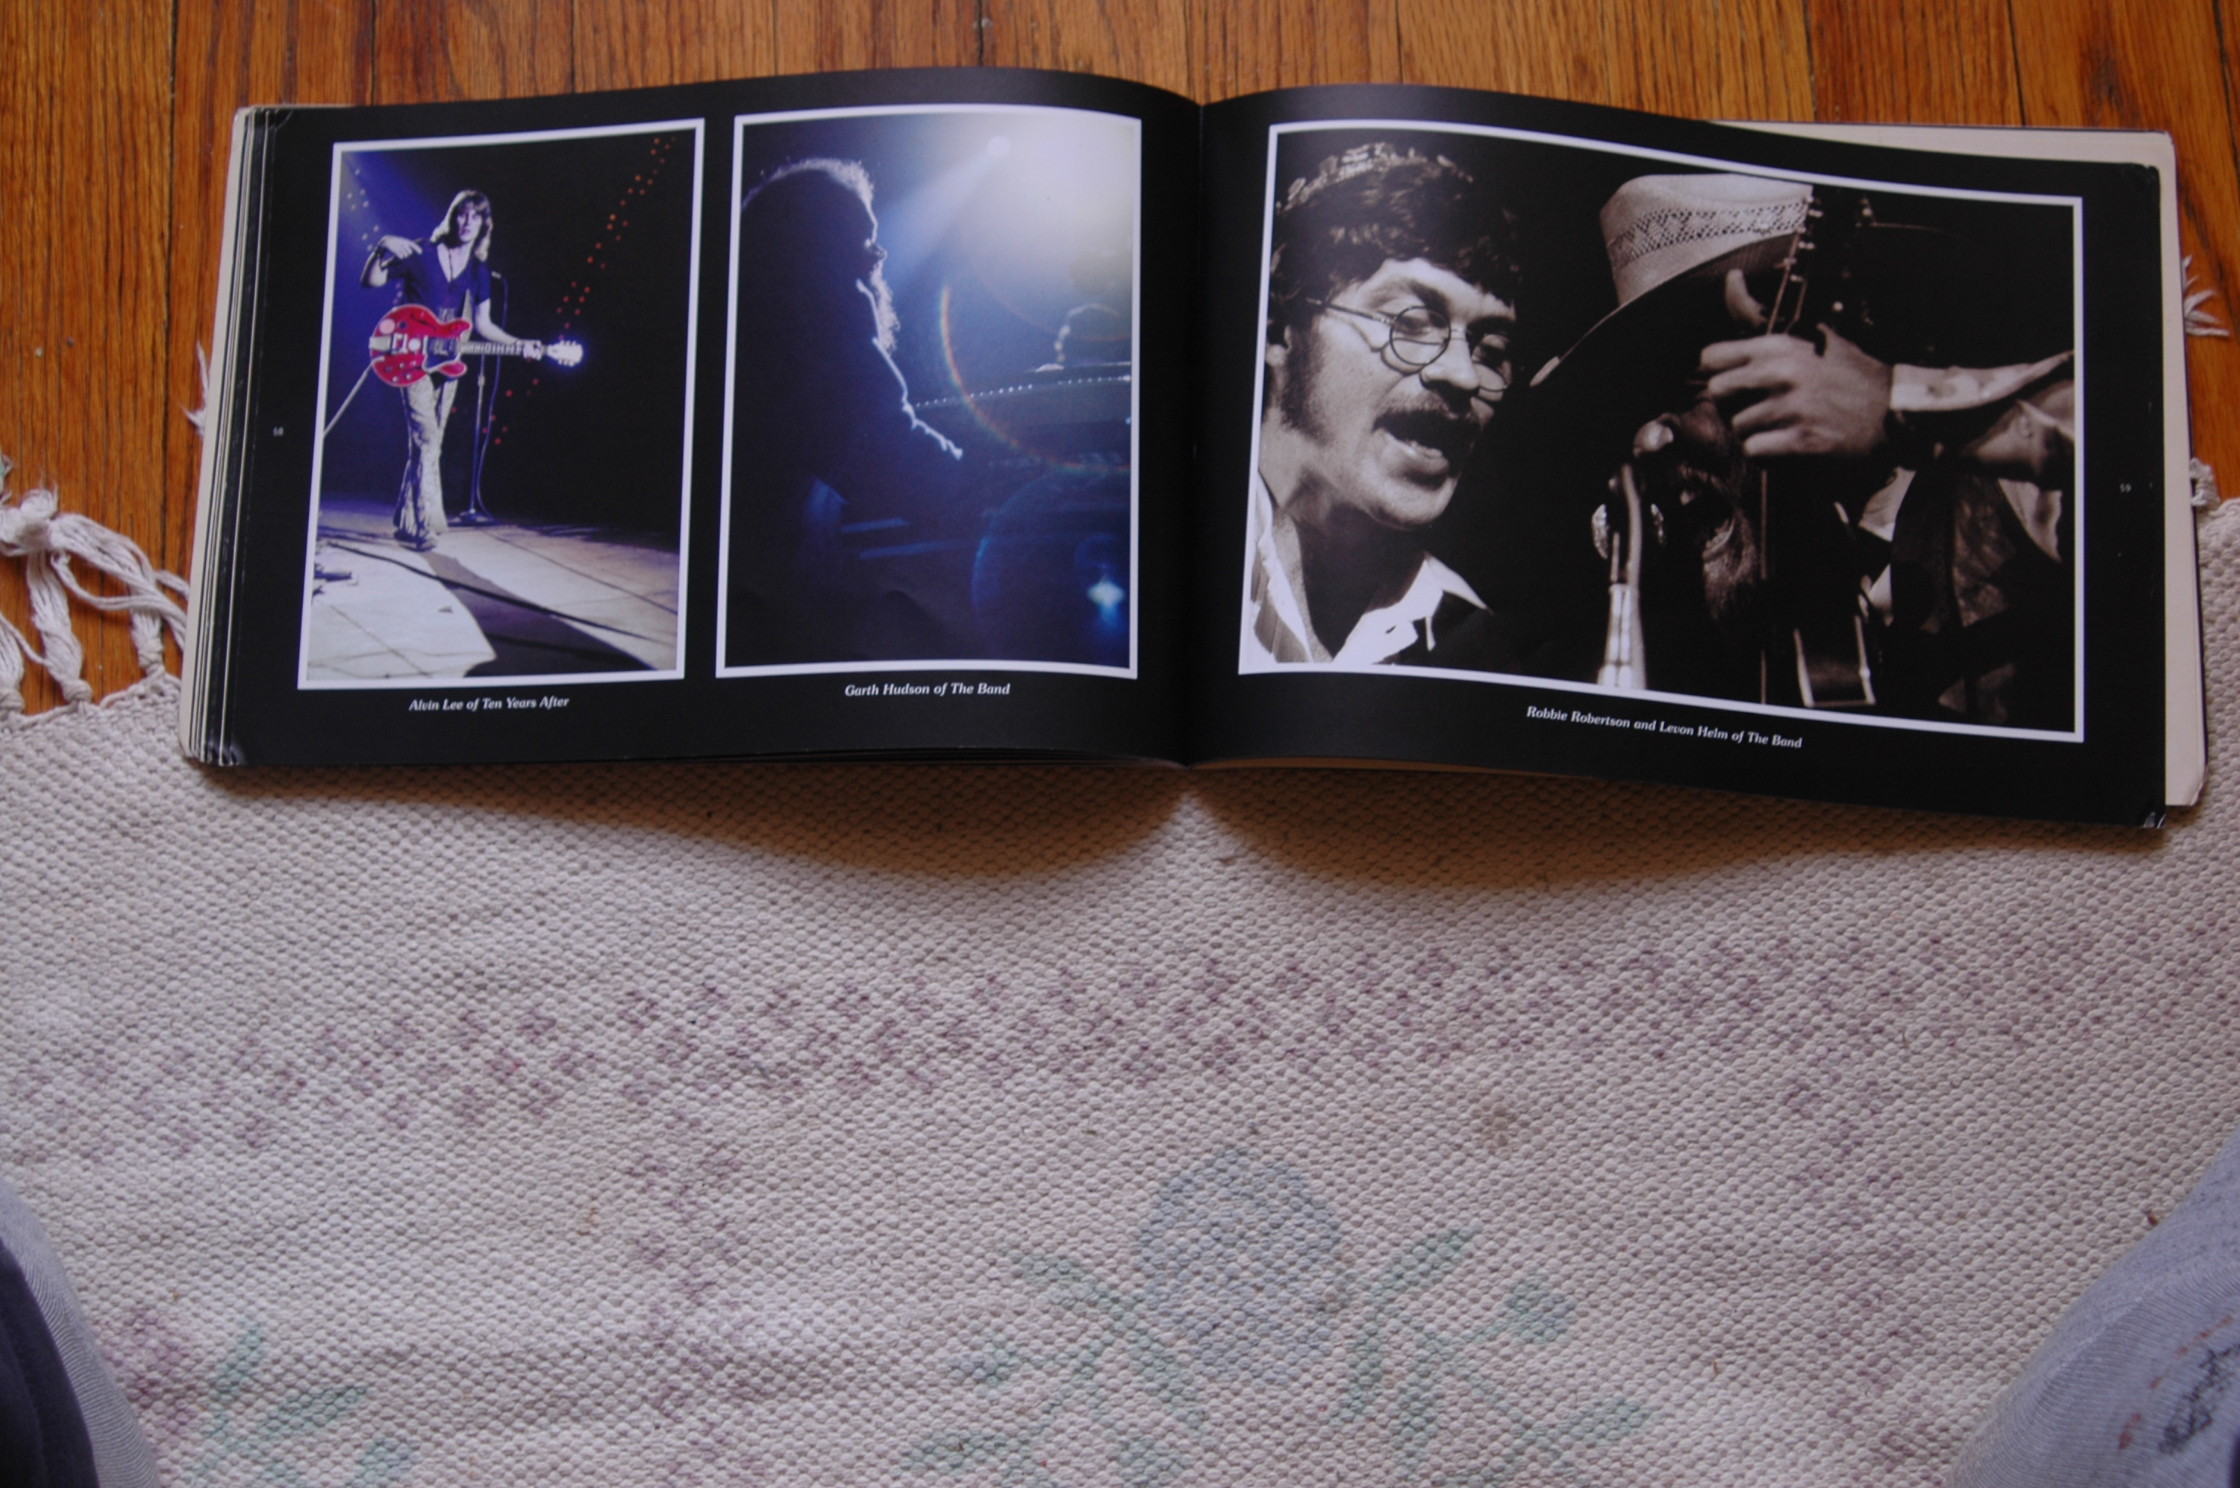 58
Alvin Lee of Ten Years After
Garth Hudson of The Band
59
Robbie Robertson and Levon Helm of The Band